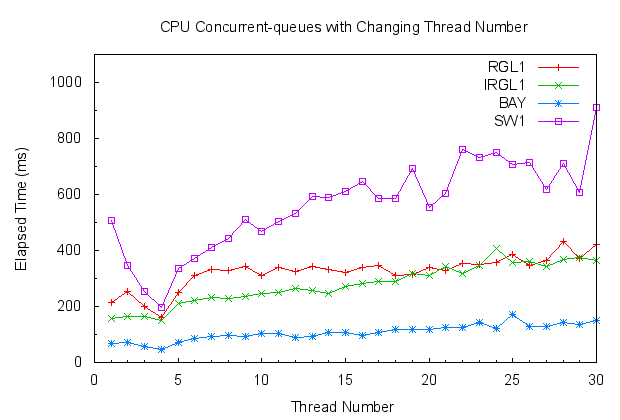 CPU Concurrent-queues with Changing Thread Number
RGL1
IRGL1
BAY
SW1
1000
800
600
400
200
0
Elapsed Time (ms)
0 5 10 15 20 25 30
Thread Number